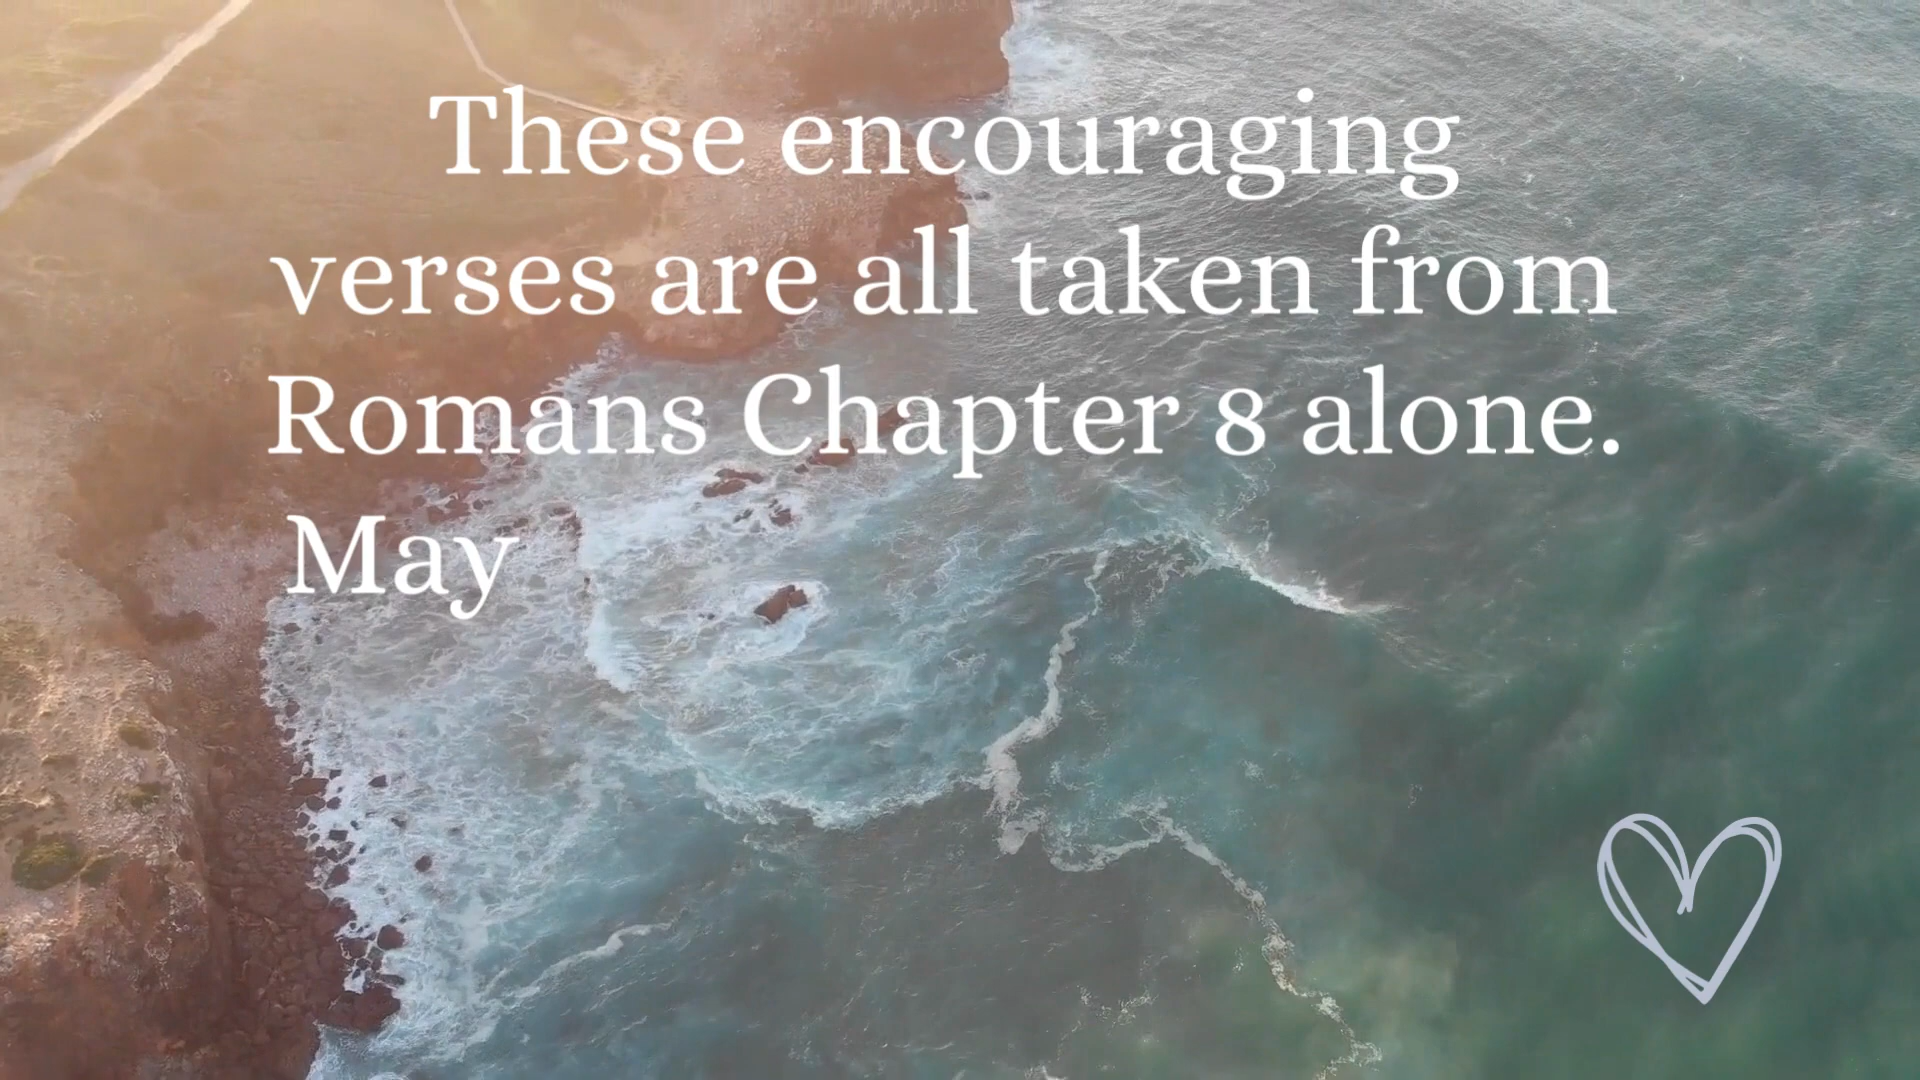 These encouraging
verses are all taken from
Romans Chapter 8 alone.
May